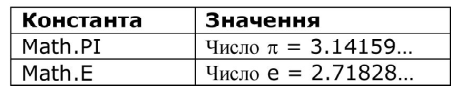 Константа Значення
Math.PI Число π = 3.14159...
Math.E Число e = 2.71828...